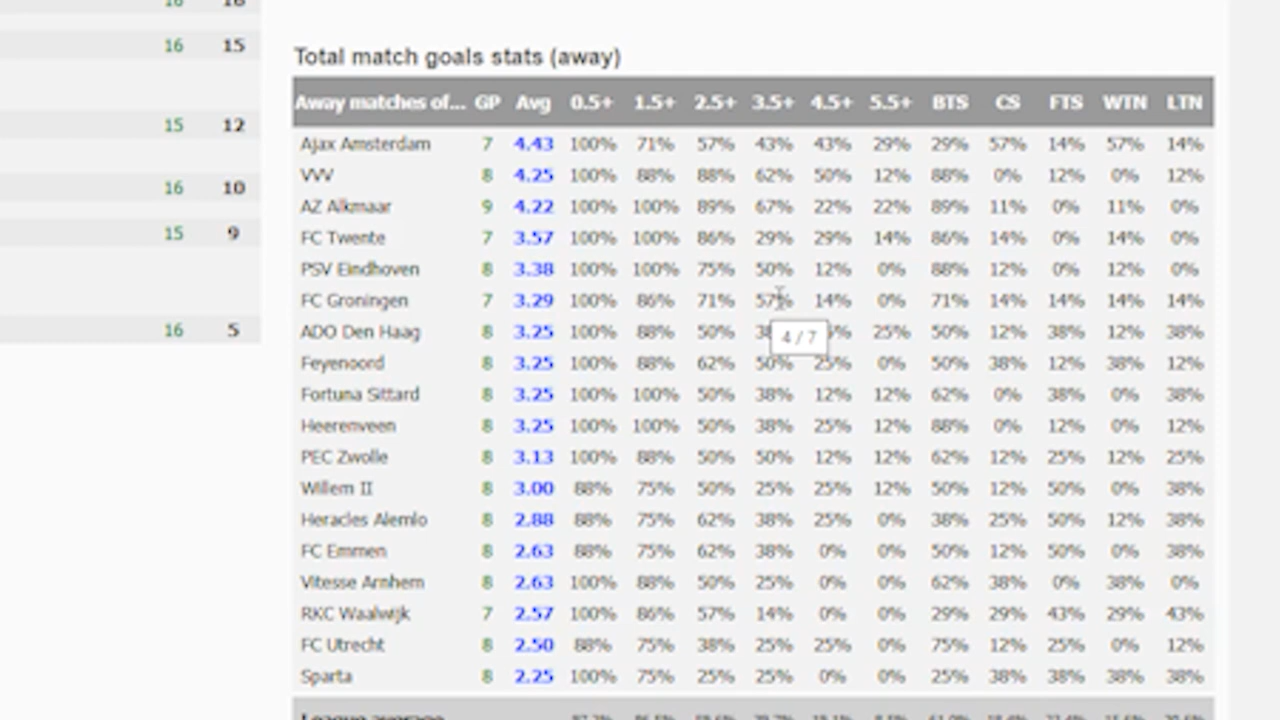 16 16
16 15
15 12
16 10
15 9
16 5
Total match goals stats (away)
Away matches of... GP Avg 0.5+ 1.5+ 2.5+ 3.5+ 4.5+ 5.5+ BTS CS FTS WTN LTN
Ajax Amsterdam 7 4.43 100% 71% 57% 43% 43% 29% 29% 57% 14% 57% 14%
VVV 8 4.25 100% 88% 88% 62% 50% 12% 88% 0% 12% 0% 12%
AZ Alkmaar 9 4.22 100% 100% 89% 67% 22% 22% 89% 11% 0% 11% 0%
FC Twente 7 3.57 100% 100% 86% 29% 29% 14% 86% 14% 0% 14% 0%
PSV Eindhoven 8 3.38 100% 100% 75% 50% 12% 0% 88% 12% 0% 12% 0%
FC Groningen 7 3.29 100% 86% 71% 57% 14% 0% 71% 14% 14% 14% 14%
ADO Den Haag 8 3.25 100% 88% 50% 25% 50% 12% 38% 12% 38%
4 / 7
Feyenoord 8 3.25 100% 88% 62% 50% 25% 0% 50% 38% 12% 38% 12%
Fortuna Sittard 8 3.25 100% 100% 50% 38% 12% 12% 62% 0% 38% 0% 38%
Heerenveen 8 3.25 100% 100% 50% 38% 25% 12% 88% 0% 12% 0% 12%
PEC Zwolle 8 3.13 100% 88% 50% 50% 12% 12% 62% 12% 25% 12% 25%
Willem II 8 3.00 88% 75% 50% 25% 25% 12% 50% 12% 50% 0% 38%
Heracles Alemlo 8 2.88 88% 75% 62% 38% 25% 0% 38% 25% 50% 12% 38%
FC Emmen 8 2.63 88% 75% 62% 38% 0% 0% 50% 12% 50% 0% 38%
Vitesse Arnhem 8 2.63 100% 88% 50% 25% 0% 0% 62% 38% 0% 38% 0%
RKC Waalwijk 7 2.57 100% 86% 57% 14% 0% 0% 29% 29% 43% 29% 43%
FC Utrecht 8 2.50 88% 75% 38% 25% 25% 0% 75% 12% 25% 0% 12%
Sparta 8 2.25 100% 75% 25% 25% 0% 0% 25% 38% 38% 38% 38%
League average